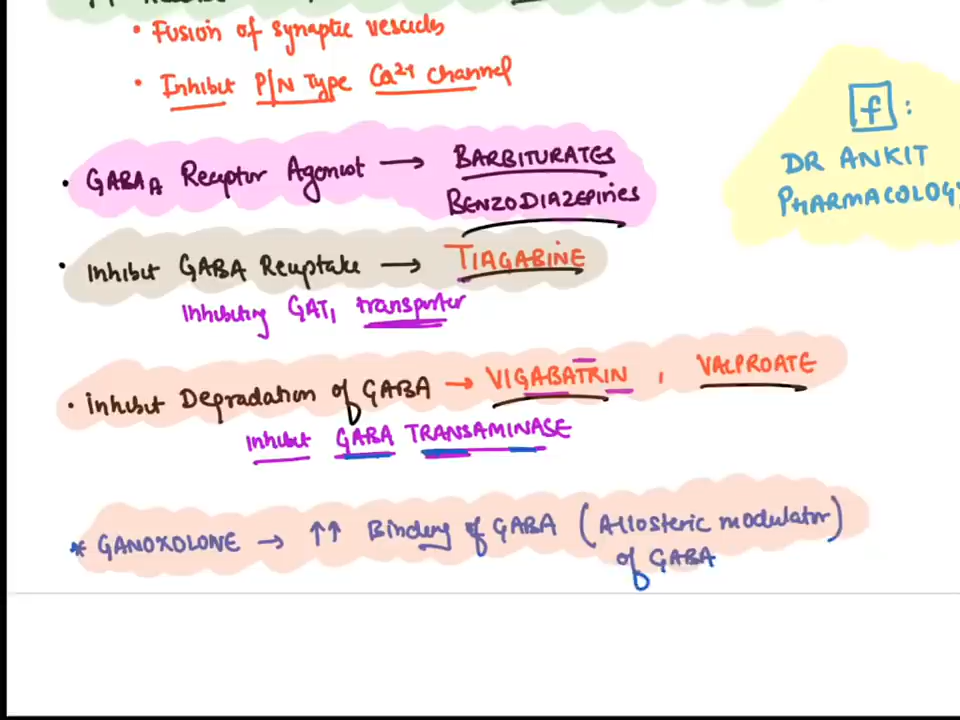 • Fusion of synaptic vesicles
• Inhibit P/N Type Ca2+ channel
• GABAA Receptor Agonist → BARBITURATES
BENZODIAZEPINES
• Inhibit GABA Reuptake → TIAGABINE
Inhibiting GAT1 transporter
• inhibit Degradation of GABA → VIGABATRIN , VALPROATE
inhibit GABA TRANSAMINASE
* GANOXOLONE → ↑↑ Binding of GABA (Allosteric modulator)
of GABA
f :
DR ANKIT
PHARMACOLOGY